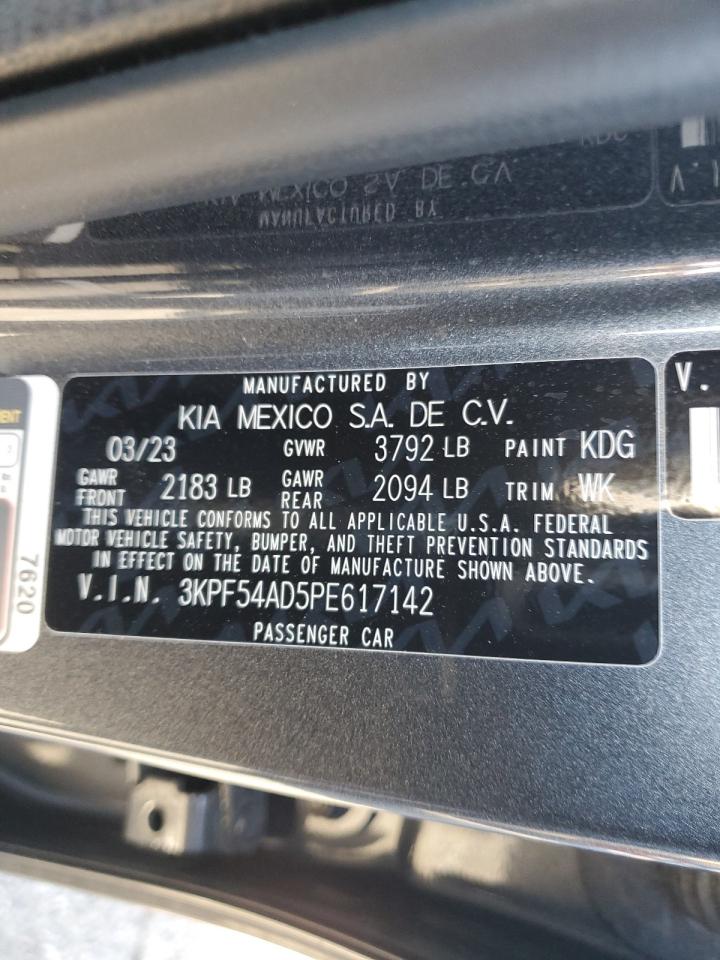 MANUFACTURED BY
KIA MEXICO S.A. DE C.V.
03/23 GVWR 3792 LB PAINT KDG
GAWR FRONT 2183 LB GAWR REAR 2094 LB TRIM WK
THIS VEHICLE CONFORMS TO ALL APPLICABLE U.S.A. FEDERAL
MOTOR VEHICLE SAFETY, BUMPER, AND THEFT PREVENTION STANDARDS
IN EFFECT ON THE DATE OF MANUFACTURE SHOWN ABOVE.
V.I.N. 3KPF54AD5PE617142
PASSENGER CAR
7620
V.